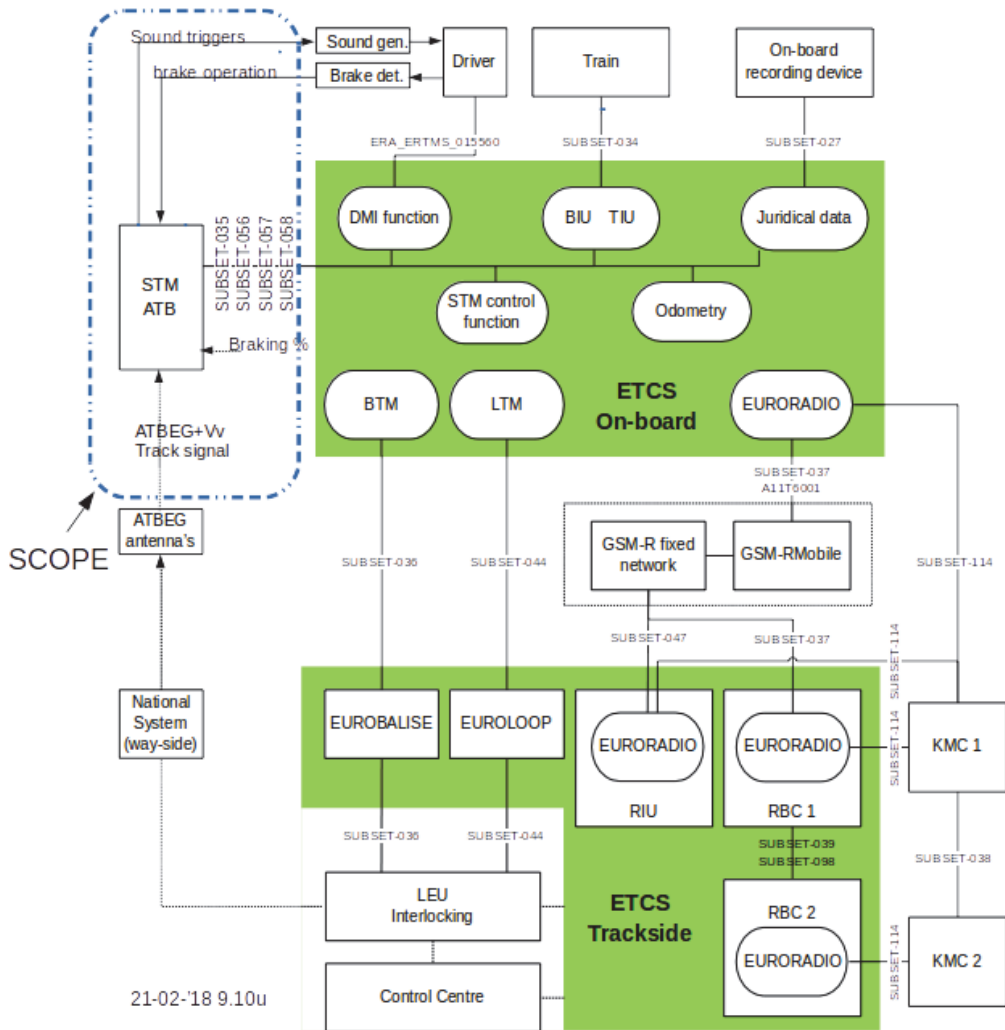 Sound triggers
Sound gen.
brake operation
Brake det.
Driver
Train
On-board
recording device
ERA_ERTMS_015560
SUBSET-034
SUBSET-027
DMI function
BIU TIU
Juridical data
STM
ATB
SUBSET-035
SUBSET-056
SUBSET-057
SUBSET-058
STM control
function
Odometry
Braking %
BTM
LTM
ETCS
On-board
EURORADIO
ATBEG+Vv
Track signal
SUBSET-037
A11T6001
SCOPE
ATBEG
antenna's
GSM-R fixed
network
GSM-RMobile
SUBSET-036
SUBSET-044
SUBSET-114
SUBSET-047
SUBSET-037
SUBSET-114
National
System
(way-side)
EUROBALISE
EUROLOOP
EURORADIO
RIU
EURORADIO
RBC 1
SUBSET-114
KMC 1
SUBSET-036
SUBSET-044
SUBSET-039
SUBSET-098
SUBSET-038
LEU
Interlocking
ETCS
Trackside
RBC 2
EURORADIO
SUBSET-114
KMC 2
Control Centre
21-02-'18 9.10u